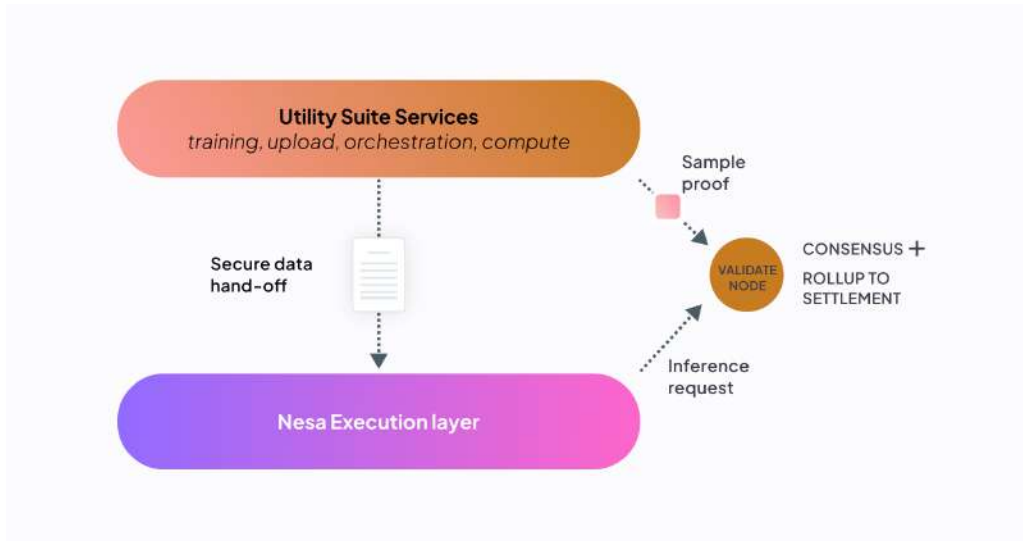 Utility Suite Services
training, upload, orchestration, compute
Sample
proof
Secure data
hand-off
VALIDATE
NODE
CONSENSUS +
ROLLUP TO
SETTLEMENT
Inference
request
Nesa Execution layer